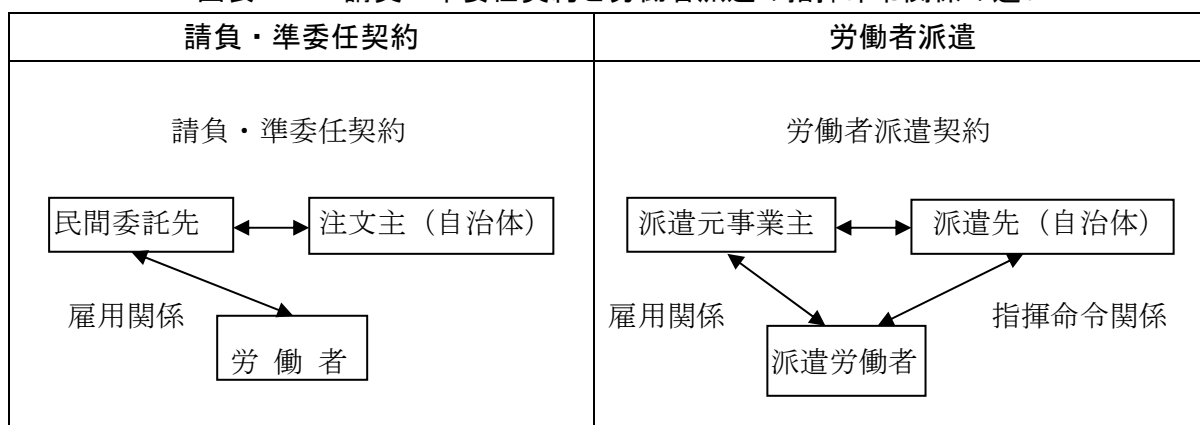 請負・準委任契約
労働者派遣
請負・準委任契約
民間委託先
注文主（自治体）
雇用関係
労 働 者
労働者派遣契約
派遣元事業主
派遣先（自治体）
雇用関係
指揮命令関係
派遣労働者